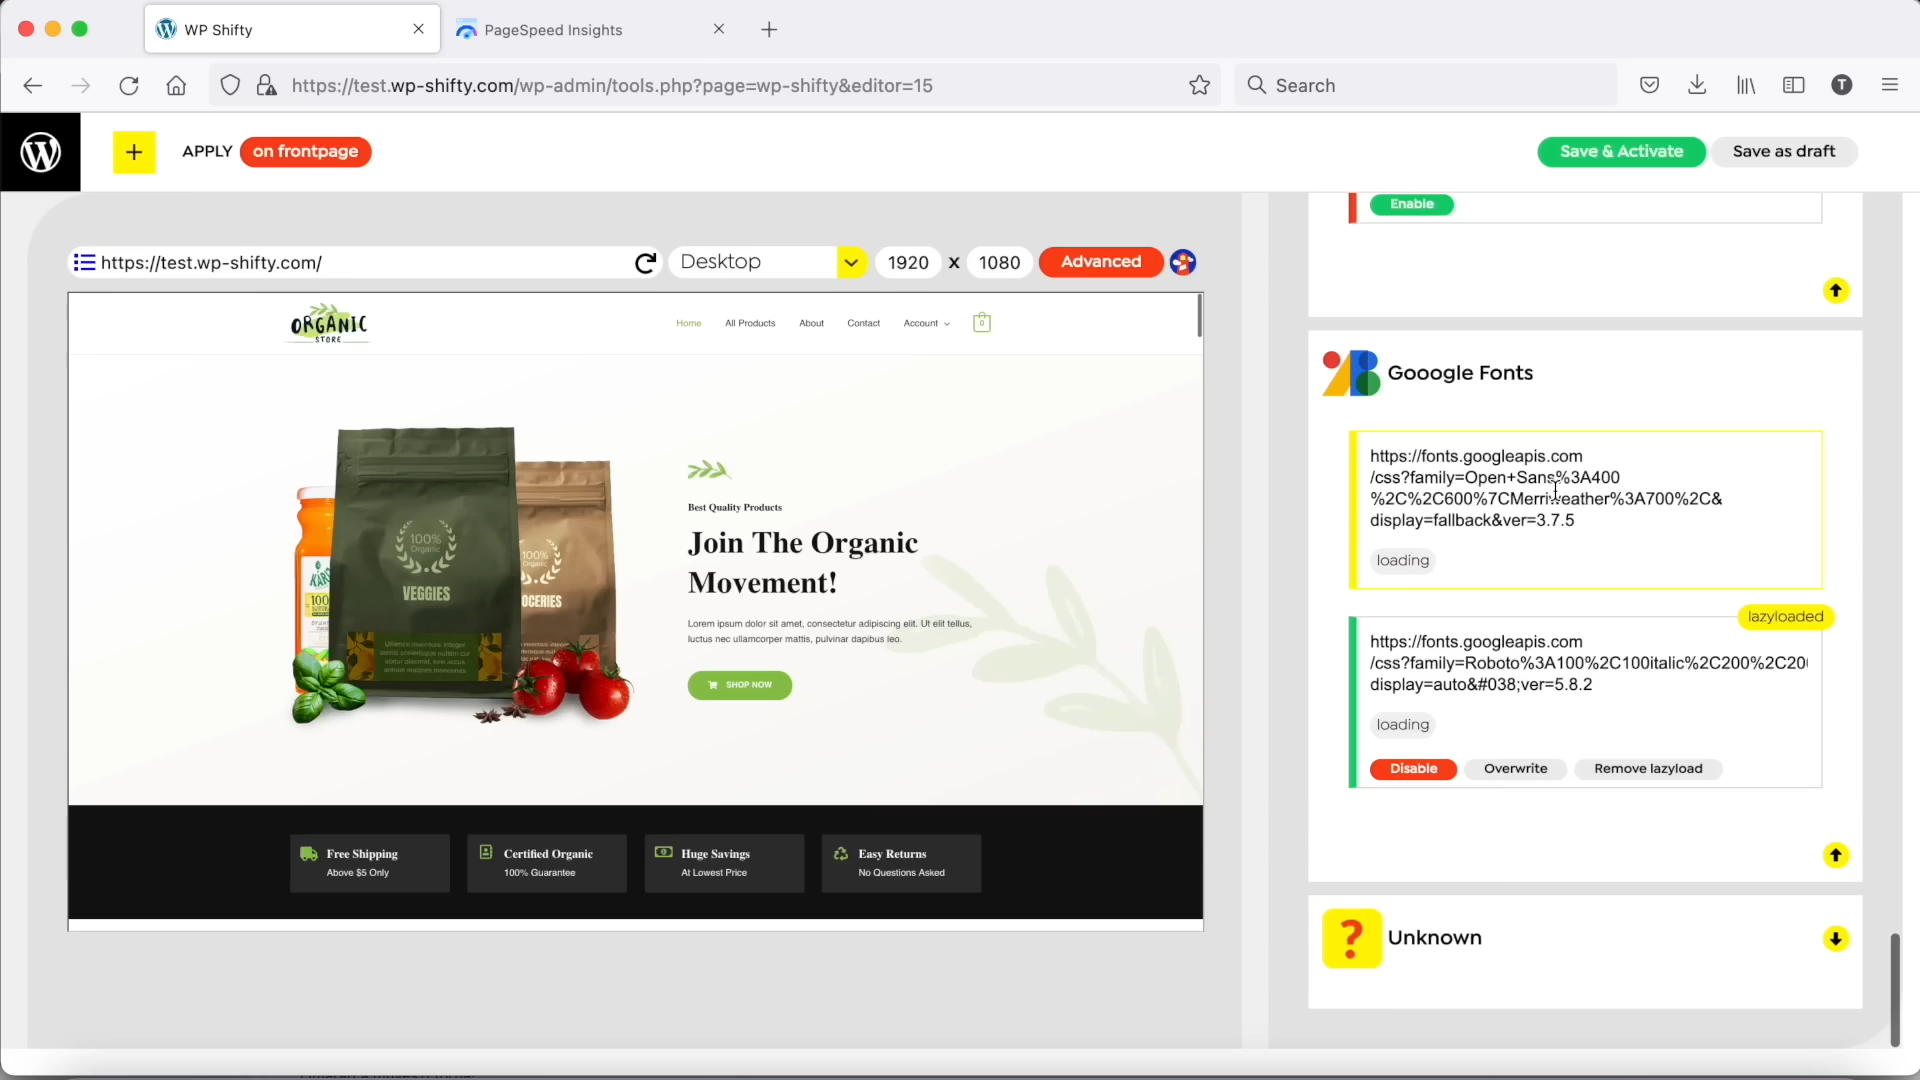 WP Shifty
PageSpeed Insights
https://test.wp-shifty.com/wp-admin/tools.php?page=wp-shifty&editor=15
Search
T
+
APPLY on frontpage
Save & Activate
Save as draft
https://test.wp-shifty.com/
Desktop
1920 x 1080
Advanced
ORGANIC
STORE
Home
All Products
About
Contact
Account
0
100%
Organic
VEGGIES
100%
Best Quality Products
Join The Organic
Movement!
Lorem ipsum dolor sit amet, consectetur adipiscing elit. Ut elit tellus,
luctus nec ullamcorper mattis, pulvinar dapibus leo.
SHOP NOW
Free Shipping
Above $5 Only
Certified Organic
100% Guarantee
Huge Savings
At Lowest Price
Easy Returns
No Questions Asked
Enable
Gooogle Fonts
https://fonts.googleapis.com
/css?family=Open+Sans%3A400
%2C%2C600%7CMerriweather%3A700%2C&
display=fallback&ver=3.7.5
loading
lazyloaded
https://fonts.googleapis.com
/css?family=Roboto%3A100%2C100italic%2C200%2C20
display=auto&#038;ver=5.8.2
loading
Disable
Overwrite
Remove lazyload
?
Unknown